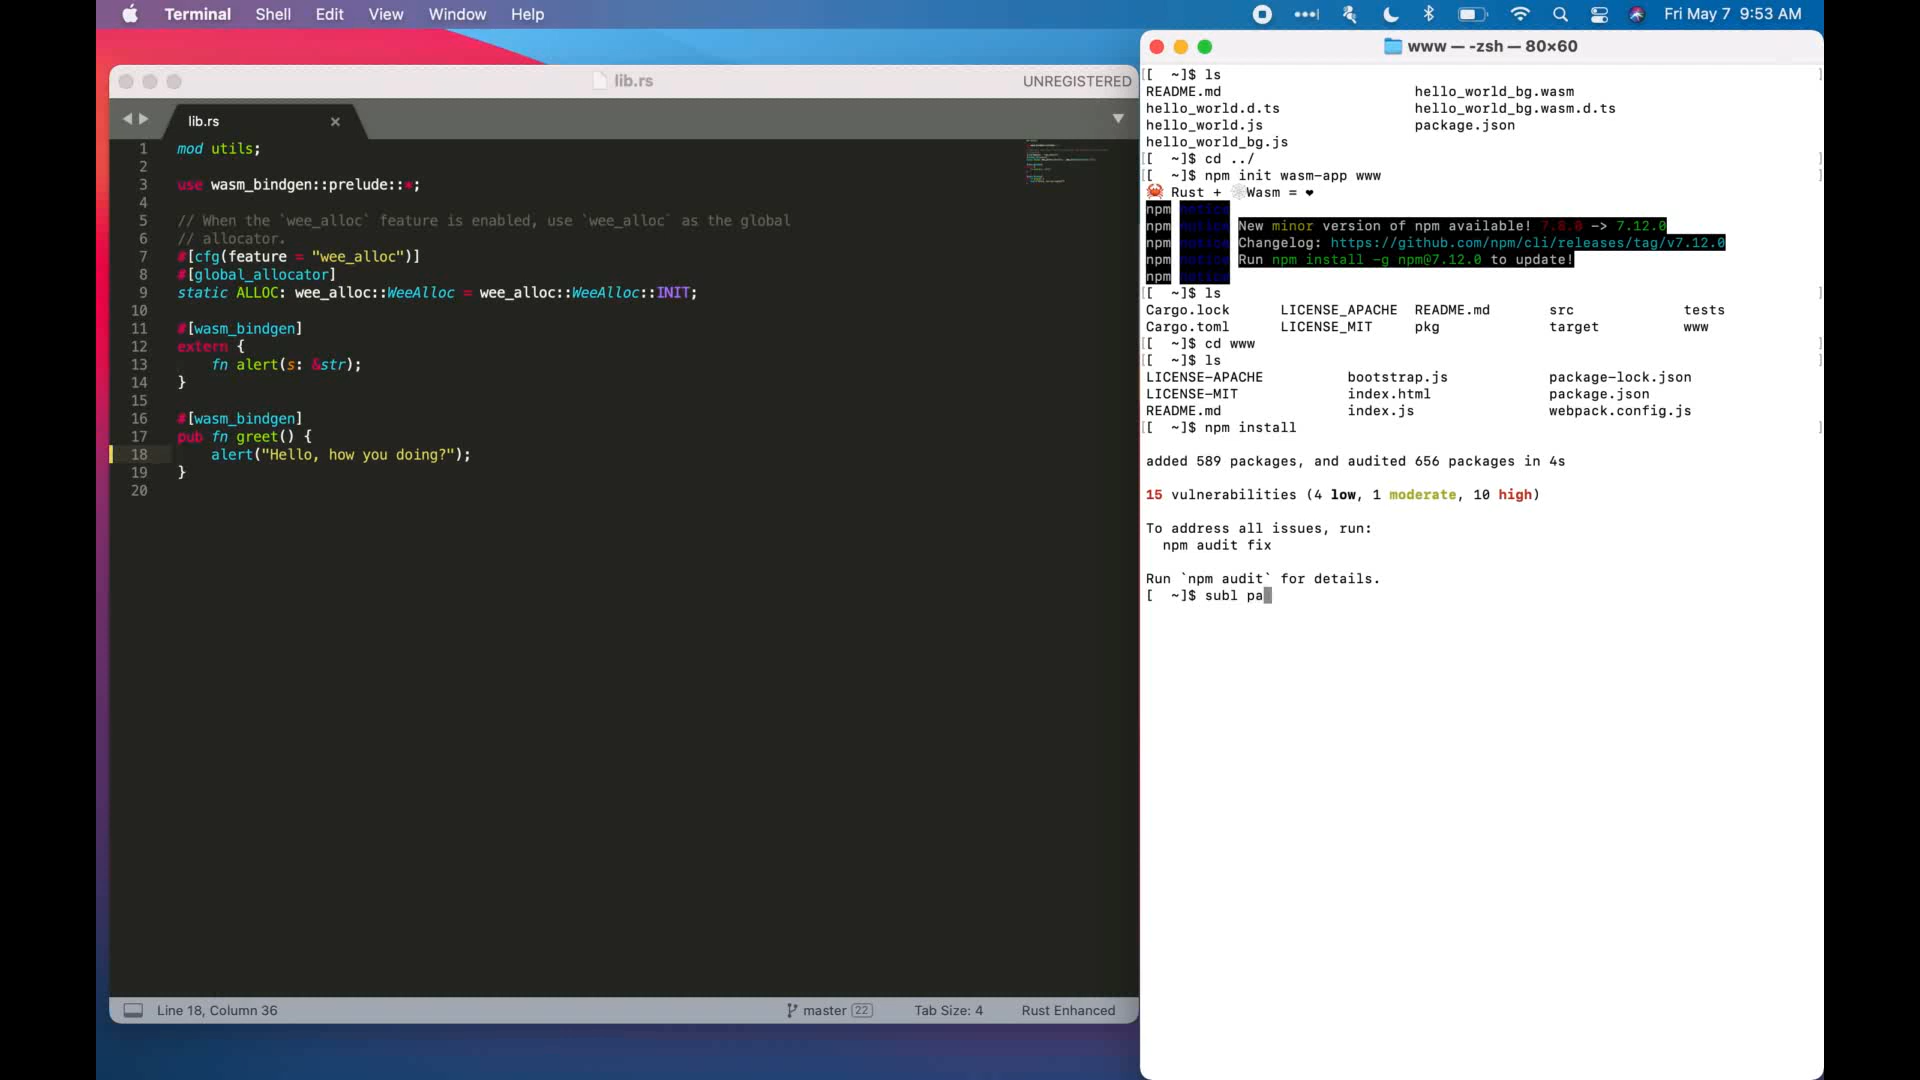 Terminal Shell Edit View Window Help
Fri May 7 9:53 AM
lib.rs
UNREGISTERED
lib.rs
1 mod utils;
2
3 use wasm_bindgen::prelude::*;
4
5 // When the `wee_alloc` feature is enabled, use `wee_alloc` as the global
6 // allocator.
7 #[cfg(feature = "wee_alloc")]
8 #[global_allocator]
9 static ALLOC: wee_alloc::WeeAlloc = wee_alloc::WeeAlloc::INIT;
10
11 #[wasm_bindgen]
12 extern {
13 fn alert(s: &str);
14 }
15
16 #[wasm_bindgen]
17 pub fn greet() {
18 alert("Hello, how you doing?");
19 }
20
Line 18, Column 36
master 22
Tab Size: 4
Rust Enhanced
www — -zsh — 80×60
[[ ~]$ ls ]
README.md hello_world_bg.wasm
hello_world.d.ts hello_world_bg.wasm.d.ts
hello_world.js package.json
hello_world_bg.js
[[ ~]$ cd ../ ]
[[ ~]$ npm init wasm-app www ]
🦀 Rust + 🕸Wasm = ❤
npm notice
npm notice New minor version of npm available! 7.8.0 -> 7.12.0
npm notice Changelog: https://github.com/npm/cli/releases/tag/v7.12.0
npm notice Run npm install -g npm@7.12.0 to update!
npm notice
[[ ~]$ ls ]
Cargo.lock LICENSE_APACHE README.md src tests
Cargo.toml LICENSE_MIT pkg target www
[[ ~]$ cd www ]
[[ ~]$ ls ]
LICENSE-APACHE bootstrap.js package-lock.json
LICENSE-MIT index.html package.json
README.md index.js webpack.config.js
[[ ~]$ npm install ]
added 589 packages, and audited 656 packages in 4s
15 vulnerabilities (4 low, 1 moderate, 10 high)
To address all issues, run:
npm audit fix
Run `npm audit` for details.
[ ~]$ subl pa